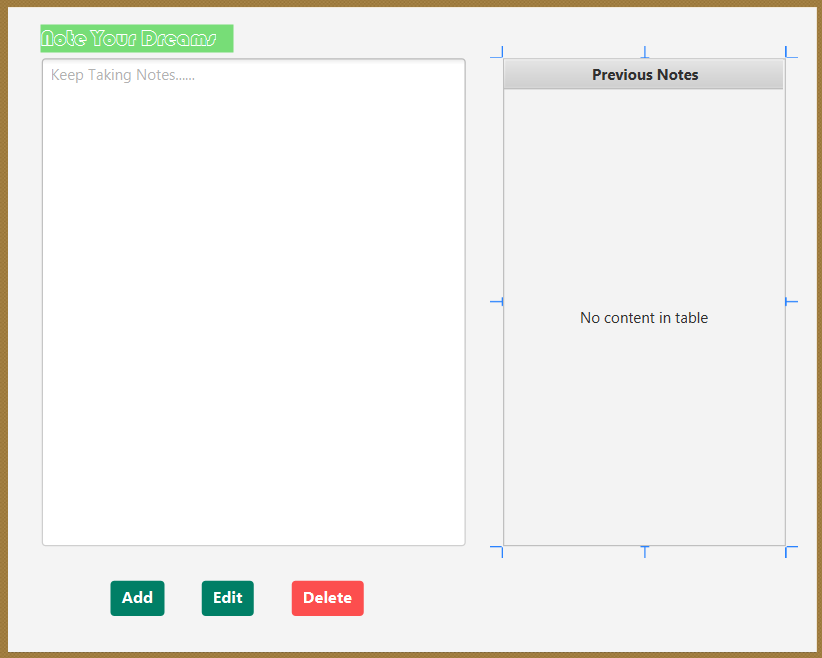 Note Your Dreams
Keep Taking Notes......
Previous Notes
No content in table
Add
Edit
Delete